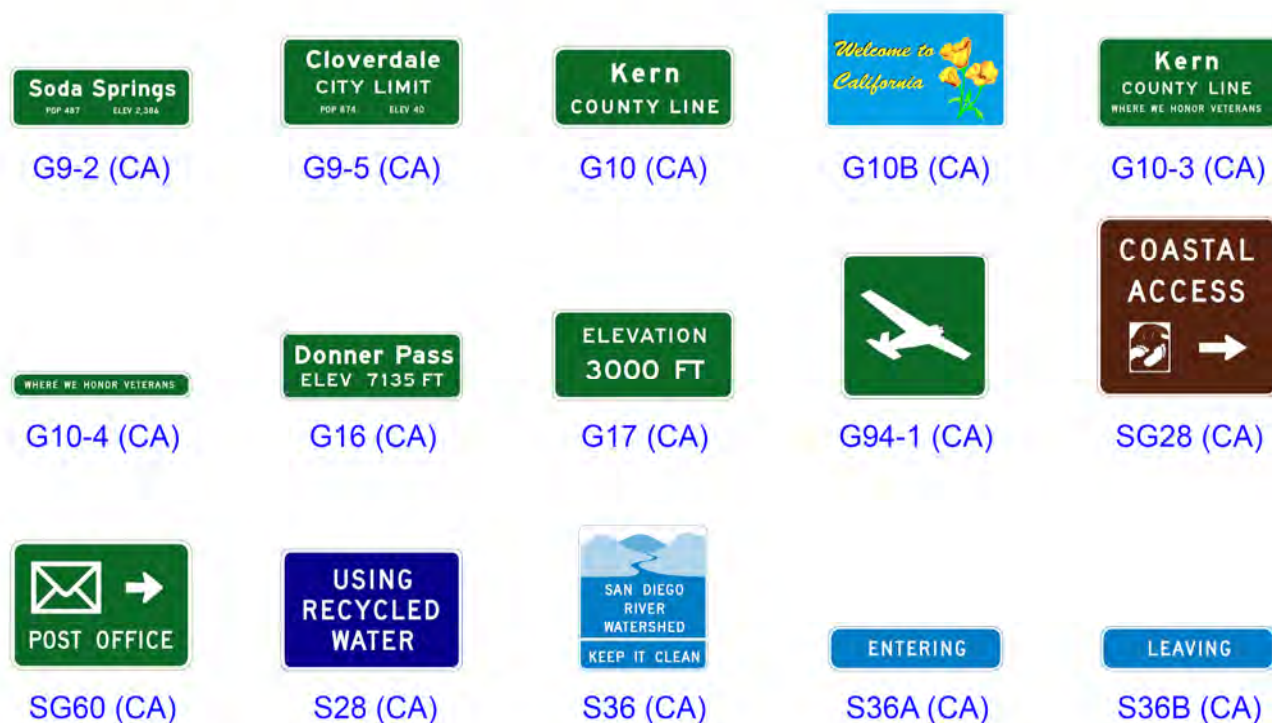 Soda Springs
POP 487 ELEV 2,386
G9-2 (CA)
Cloverdale
CITY LIMIT
POP 874 ELEV 40
G9-5 (CA)
Kern
COUNTY LINE
G10 (CA)
Welcome to
California
G10B (CA)
Kern
COUNTY LINE
WHERE WE HONOR VETERANS
G10-3 (CA)
WHERE WE HONOR VETERANS
G10-4 (CA)
Donner Pass
ELEV 7135 FT
G16 (CA)
ELEVATION
3000 FT
G17 (CA)
G94-1 (CA)
COASTAL
ACCESS
SG28 (CA)
POST OFFICE
SG60 (CA)
USING
RECYCLED
WATER
S28 (CA)
SAN DIEGO
RIVER
WATERSHED
KEEP IT CLEAN
S36 (CA)
ENTERING
S36A (CA)
LEAVING
S36B (CA)